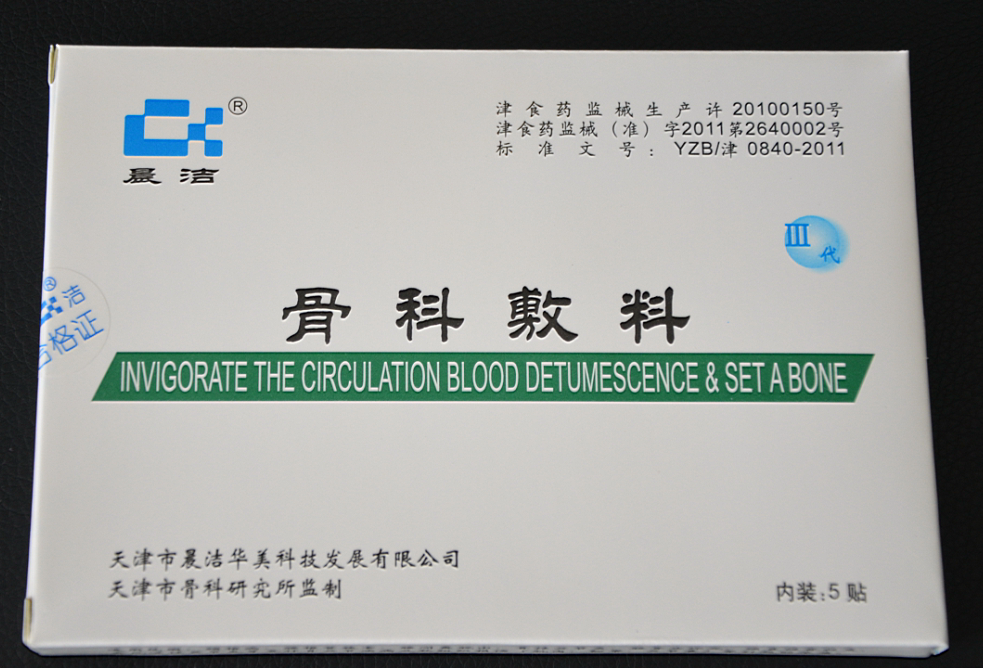 ®
晨洁
津食药监械生产许 20100150号
津食药监械（准）字2011第2640002号
标准文号：YZB/津 0840-2011
III代
骨科敷料
INVIGORATE THE CIRCULATION BLOOD DETUMESCENCE & SET A BONE
®洁
合格证
天津市晨洁华美科技发展有限公司
天津市骨科研究所监制
内装:5贴